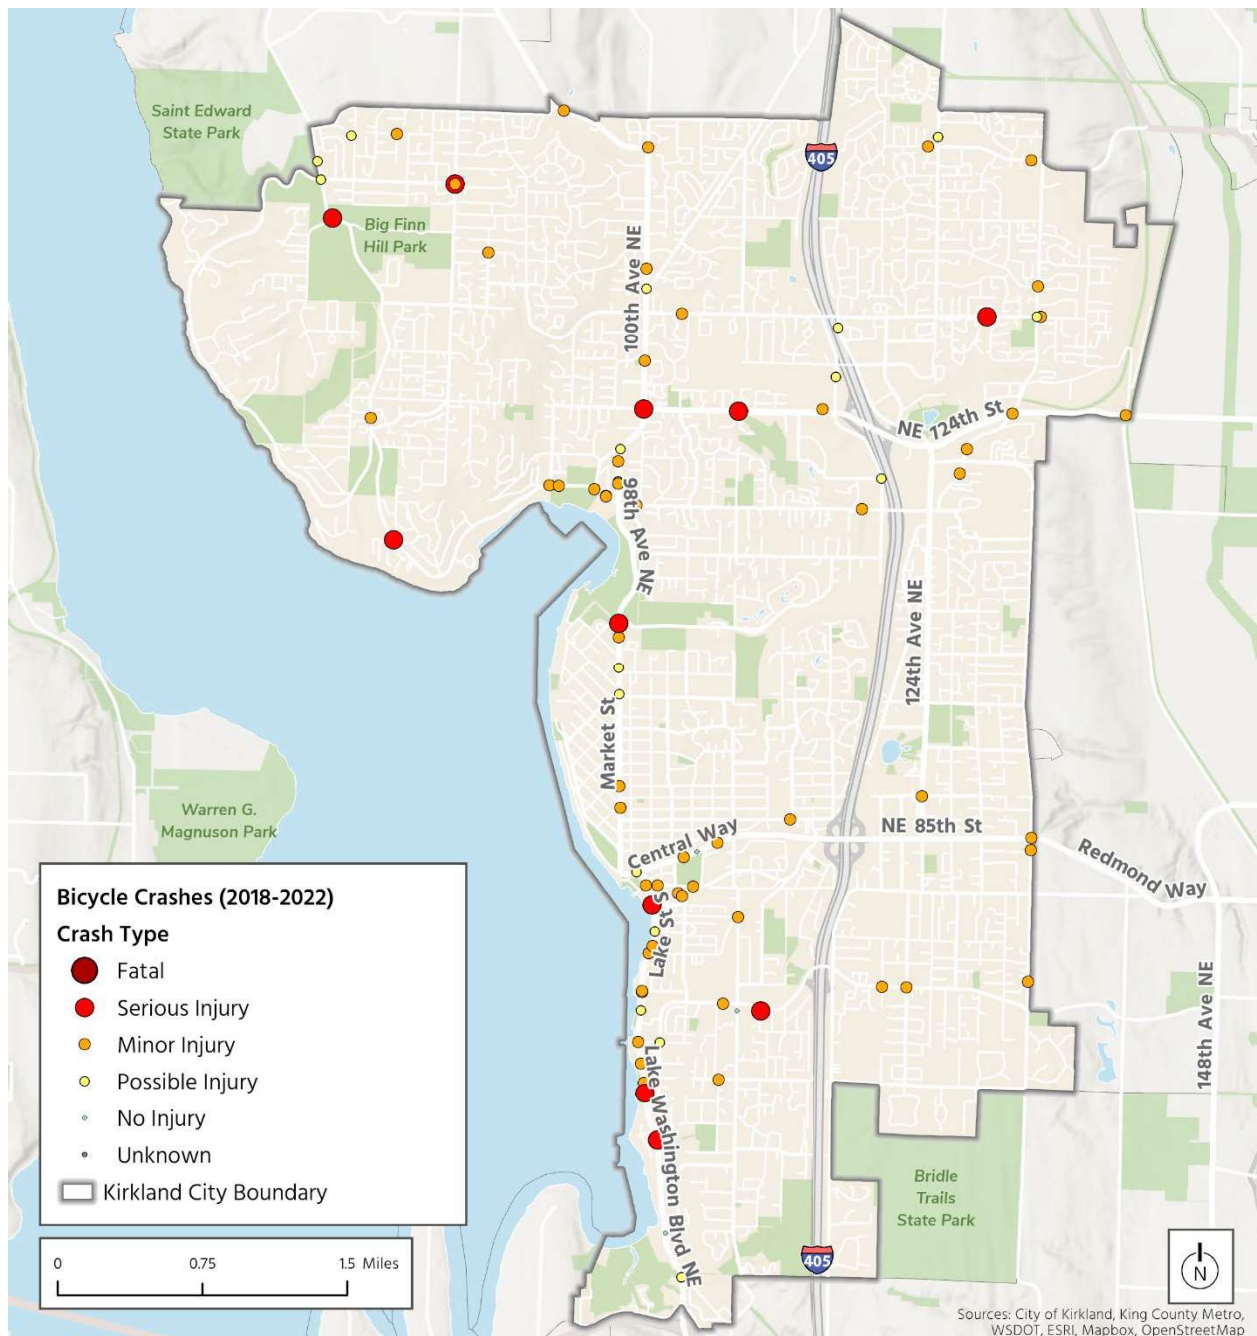 Saint Edward
State Park
405
Big Finn
Hill Park
100th Ave NE
NE 124th St
98th Ave NE
124th Ave NE
Market St
Warren G.
Magnuson Park
Central Way
NE 85th St
Redmond Way
Lake St S
148th Ave NE
Lake Washington Blvd NE
Bridle
Trails
State Park
405
Bicycle Crashes (2018-2022)
Crash Type
Fatal
Serious Injury
Minor Injury
Possible Injury
No Injury
Unknown
Kirkland City Boundary
0 0.75 1.5 Miles
N
Sources: City of Kirkland, King County Metro,
WSDOT, ESRI, Mapbox, OpenStreetMap